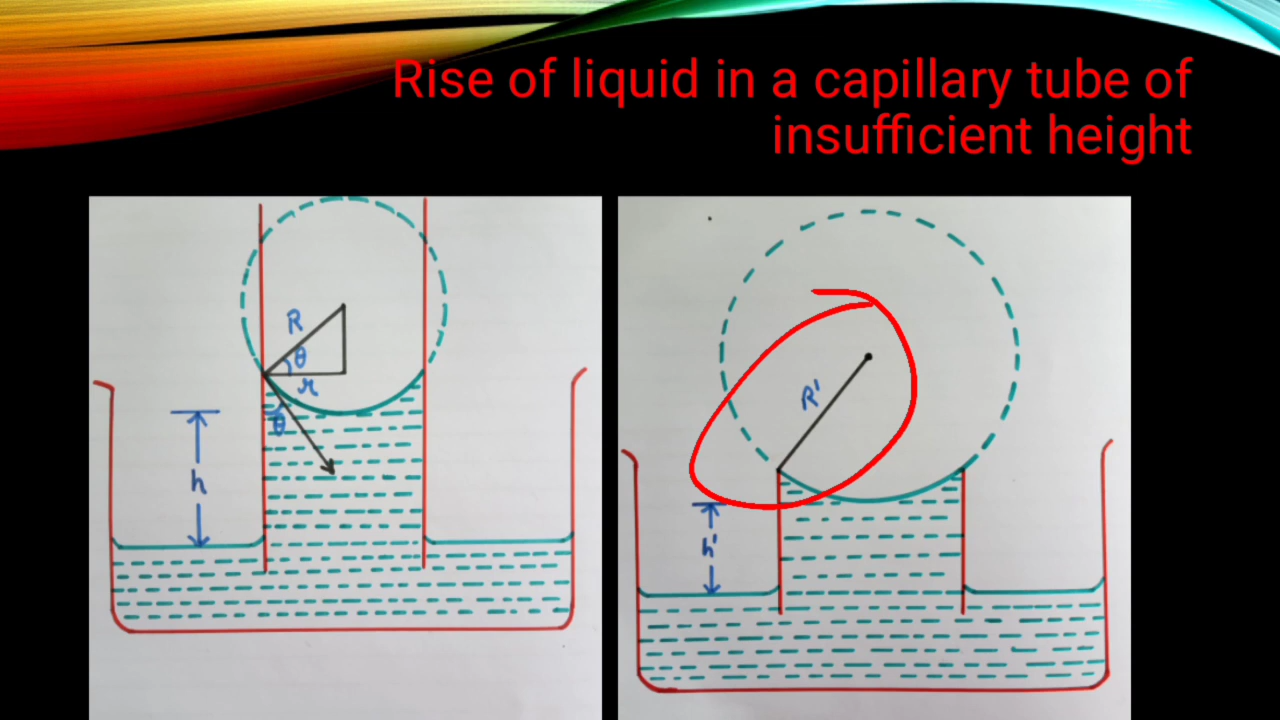 Rise of liquid in a capillary tube of
insufficient height
R
θ
r
θ
h
R'
h'